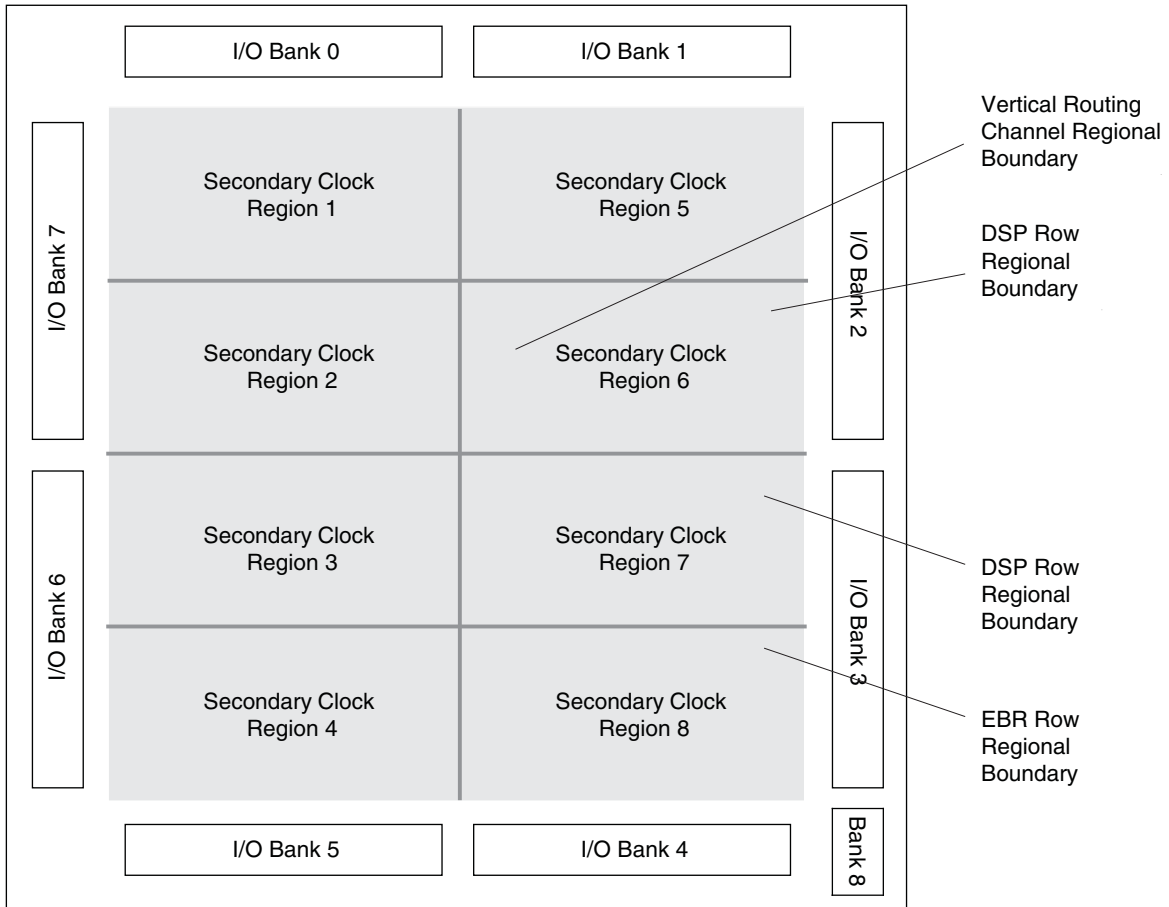 I/O Bank 0
I/O Bank 1
Vertical Routing
Channel Regional
Boundary
I/O Bank 7
Secondary Clock
Region 1
Secondary Clock
Region 5
I/O Bank 2
DSP Row
Regional
Boundary
Secondary Clock
Region 2
Secondary Clock
Region 6
I/O Bank 6
Secondary Clock
Region 3
Secondary Clock
Region 7
I/O Bank 3
DSP Row
Regional
Boundary
Secondary Clock
Region 4
Secondary Clock
Region 8
EBR Row
Regional
Boundary
I/O Bank 5
I/O Bank 4
Bank 8